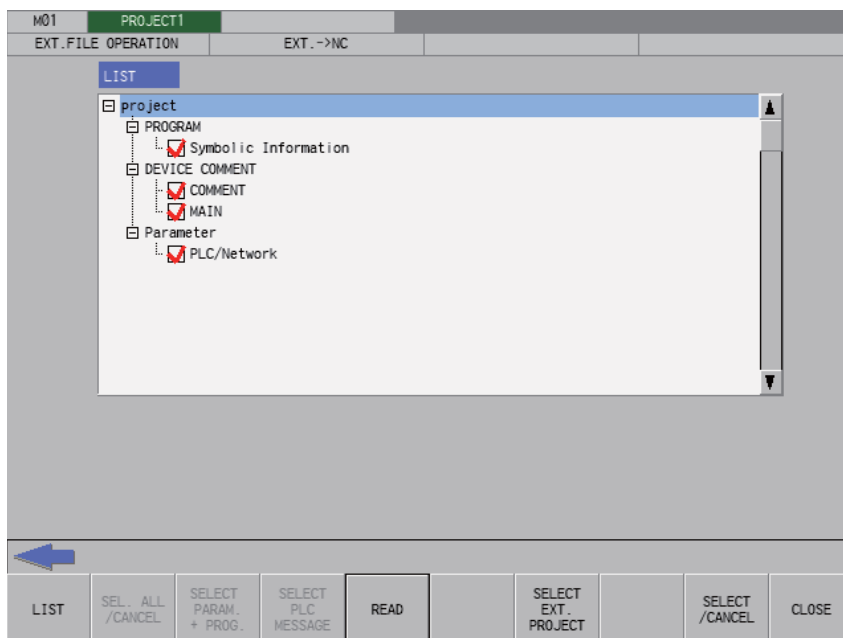 M01 PROJECT1
EXT.FILE OPERATION EXT.->NC
LIST
project
PROGRAM
Symbolic Information
DEVICE COMMENT
COMMENT
MAIN
Parameter
PLC/Network
LIST
SEL. ALL
/CANCEL
SELECT
PARAM.
+ PROG.
SELECT
PLC
MESSAGE
READ
SELECT
EXT.
PROJECT
SELECT
/CANCEL
CLOSE